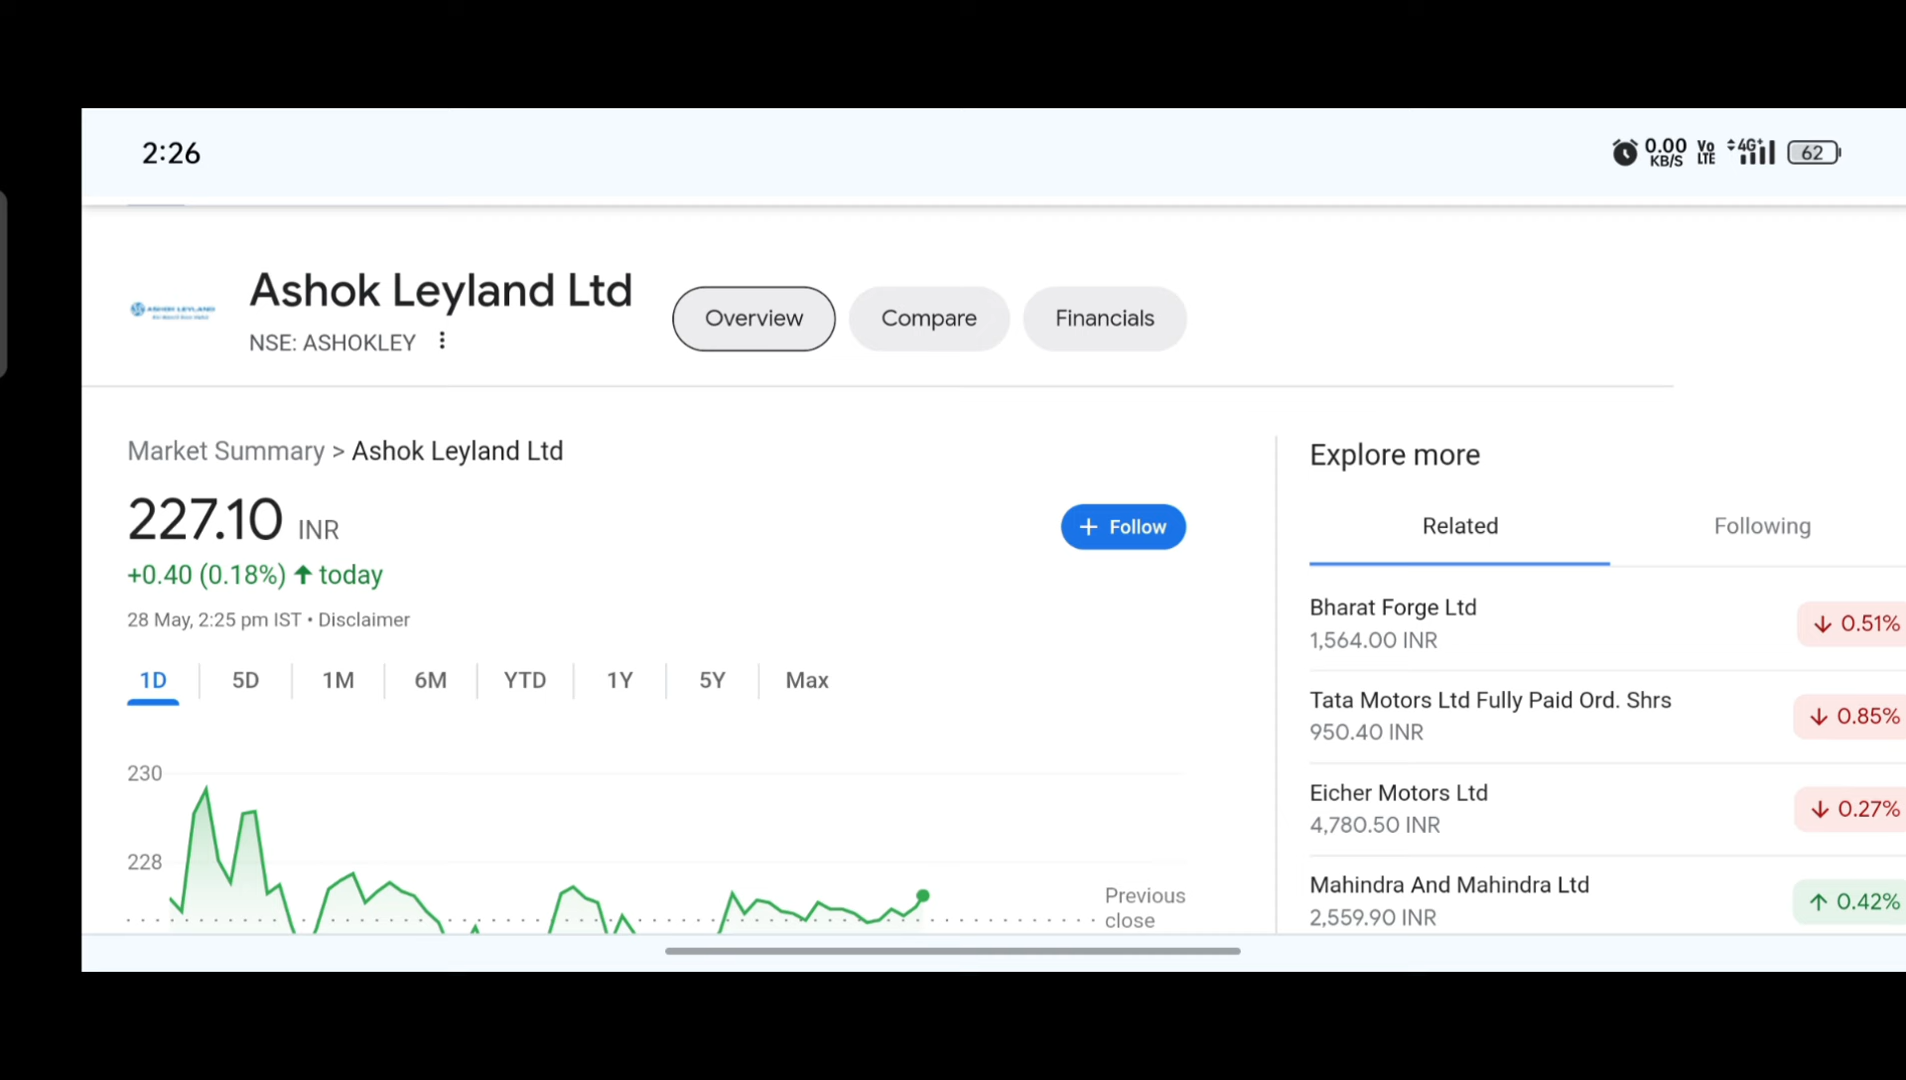 2:26
0.00 KB/S Vo LTE 4G+ 62
ASHOK LEYLAND
Ashok Leyland Ltd
NSE: ASHOKLEY
Overview
Compare
Financials
Market Summary > Ashok Leyland Ltd
227.10 INR
+ Follow
+0.40 (0.18%) ↑ today
28 May, 2:25 pm IST • Disclaimer
1D
5D
1M
6M
YTD
1Y
5Y
Max
230
228
Previous
close
Explore more
Related
Following
Bharat Forge Ltd
1,564.00 INR
↓ 0.51%
Tata Motors Ltd Fully Paid Ord. Shrs
950.40 INR
↓ 0.85%
Eicher Motors Ltd
4,780.50 INR
↓ 0.27%
Mahindra And Mahindra Ltd
2,559.90 INR
↑ 0.42%